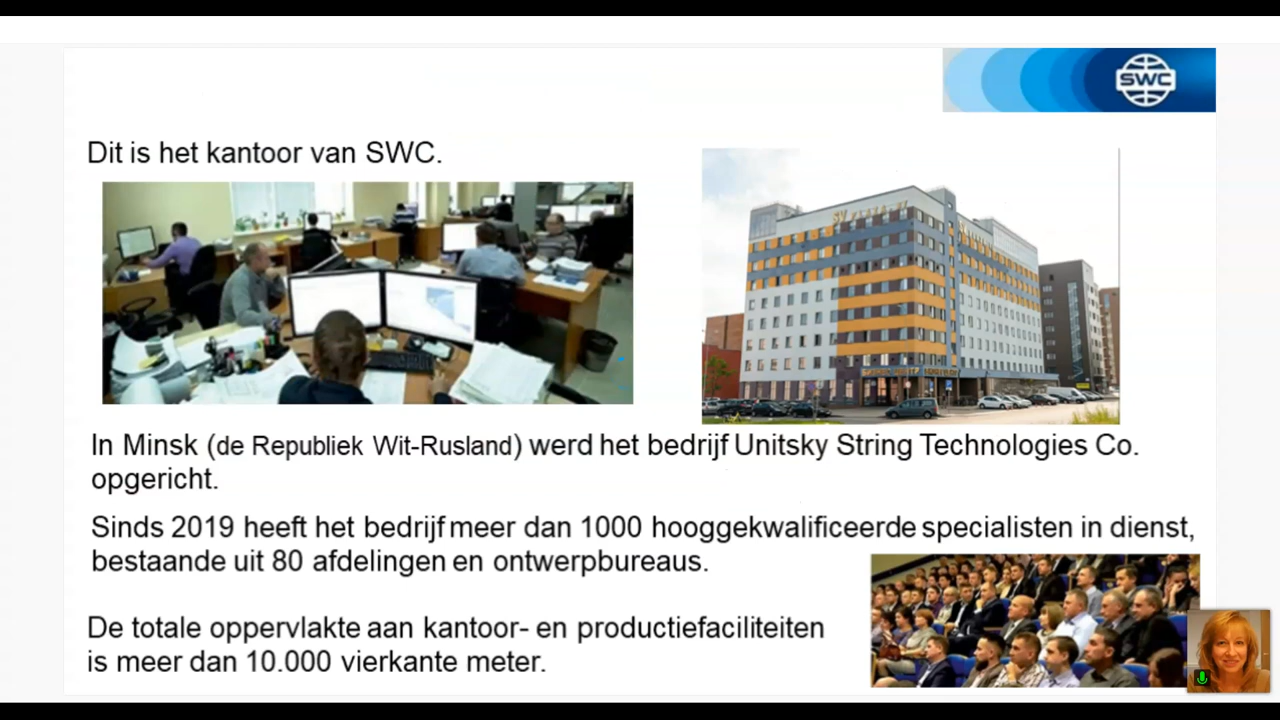 SWC
Dit is het kantoor van SWC.
In Minsk (de Republiek Wit-Rusland) werd het bedrijf Unitsky String Technologies Co.
opgericht.
Sinds 2019 heeft het bedrijf meer dan 1000 hooggekwalificeerde specialisten in dienst,
bestaande uit 80 afdelingen en ontwerpbureaus.
De totale oppervlakte aan kantoor- en productiefaciliteiten
is meer dan 10.000 vierkante meter.